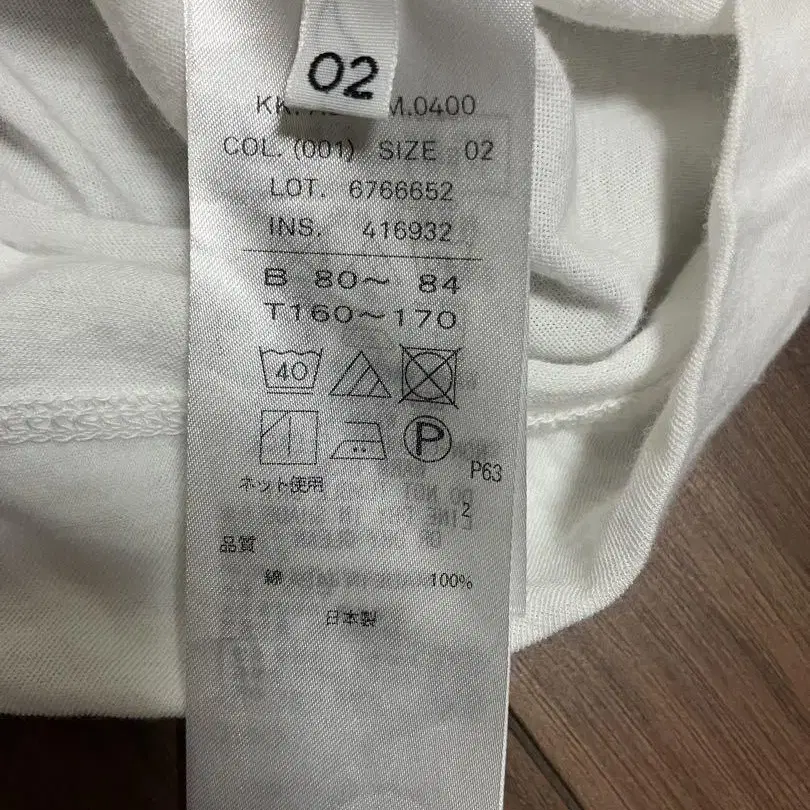 02
M.0400
COL. (001) SIZE 02
LOT. 6766652
INS. 416932
B 80～ 84
T160～170
40
P
P63
ネット使用
2
品質
綿 100%
日本製